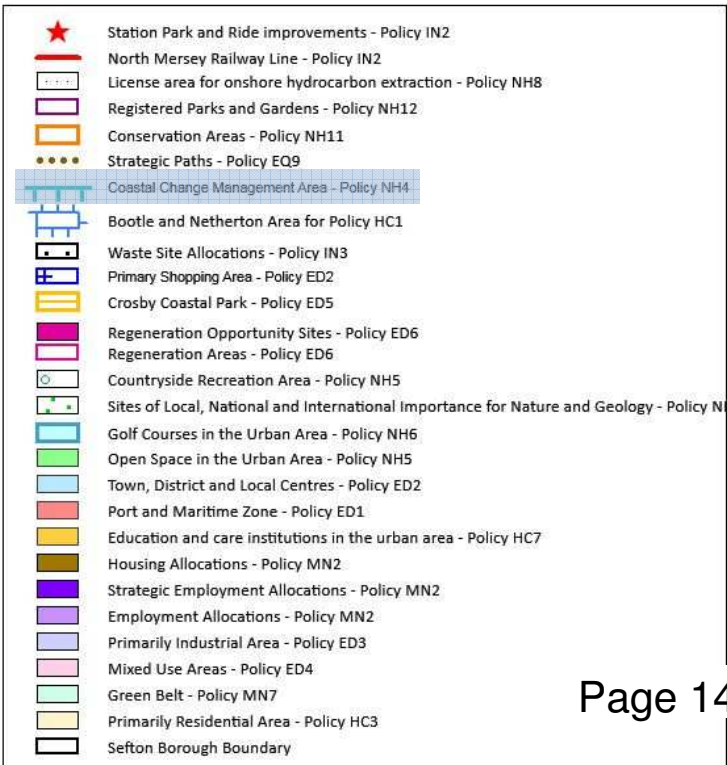 Station Park and Ride improvements - Policy IN2
North Mersey Railway Line - Policy IN2
License area for onshore hydrocarbon extraction - Policy NH8
Registered Parks and Gardens - Policy NH12
Conservation Areas - Policy NH11
Strategic Paths - Policy EQ9
Coastal Change Management Area - Policy NH4
Bootle and Netherton Area for Policy HC1
Waste Site Allocations - Policy IN3
Primary Shopping Area - Policy ED2
Crosby Coastal Park - Policy ED5
Regeneration Opportunity Sites - Policy ED6
Regeneration Areas - Policy ED6
Countryside Recreation Area - Policy NH5
Sites of Local, National and International Importance for Nature and Geology - Policy
Golf Courses in the Urban Area - Policy NH6
Open Space in the Urban Area - Policy NH5
Town, District and Local Centres - Policy ED2
Port and Maritime Zone - Policy ED1
Education and care institutions in the urban area - Policy HC7
Housing Allocations - Policy MN2
Strategic Employment Allocations - Policy MN2
Employment Allocations - Policy MN2
Primarily Industrial Area - Policy ED3
Mixed Use Areas - Policy ED4
Green Belt - Policy MN7
Page 14
Primarily Residential Area - Policy HC3
Sefton Borough Boundary